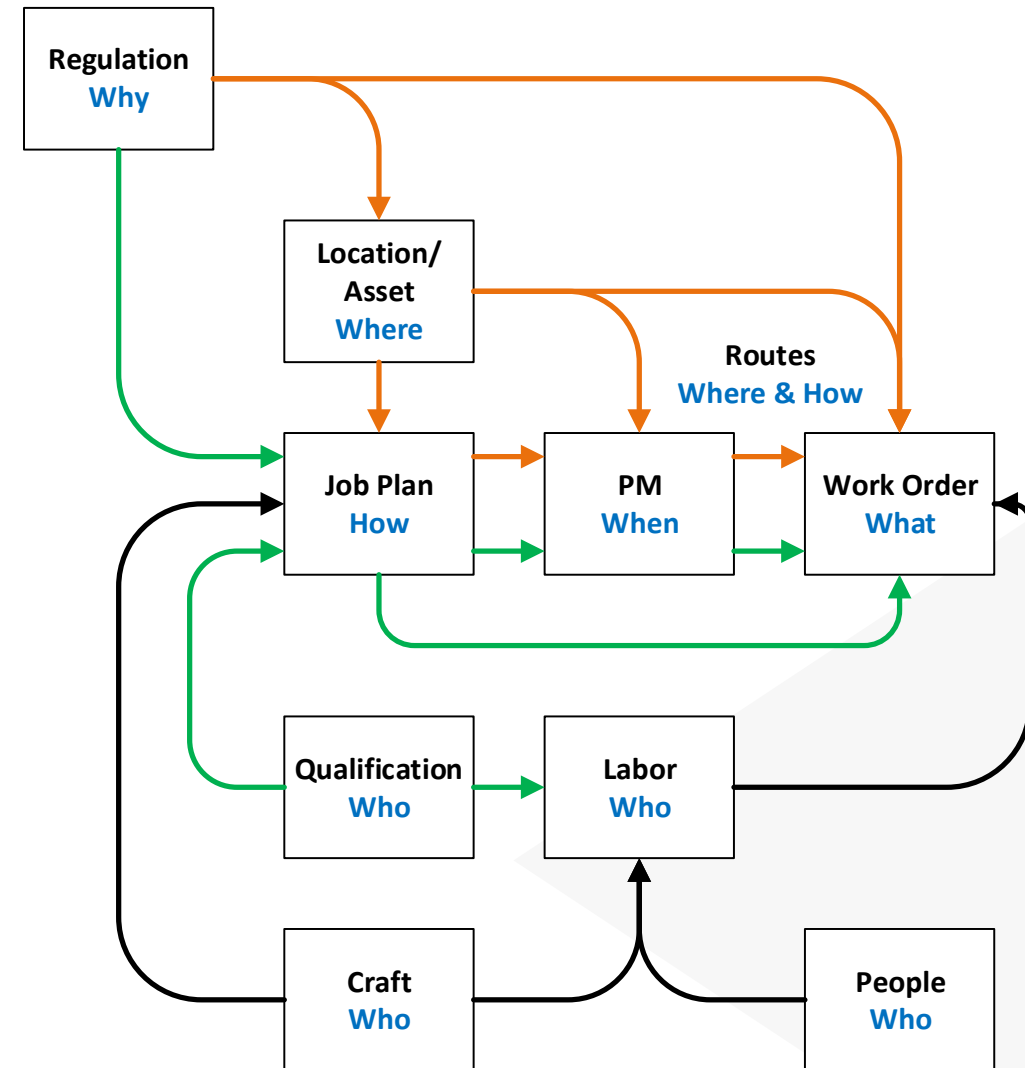 Regulation
Why
Location/
Asset
Where
Routes
Where & How
Job Plan
How
PM
When
Work Order
What
Qualification
Who
Labor
Who
Craft
Who
People
Who